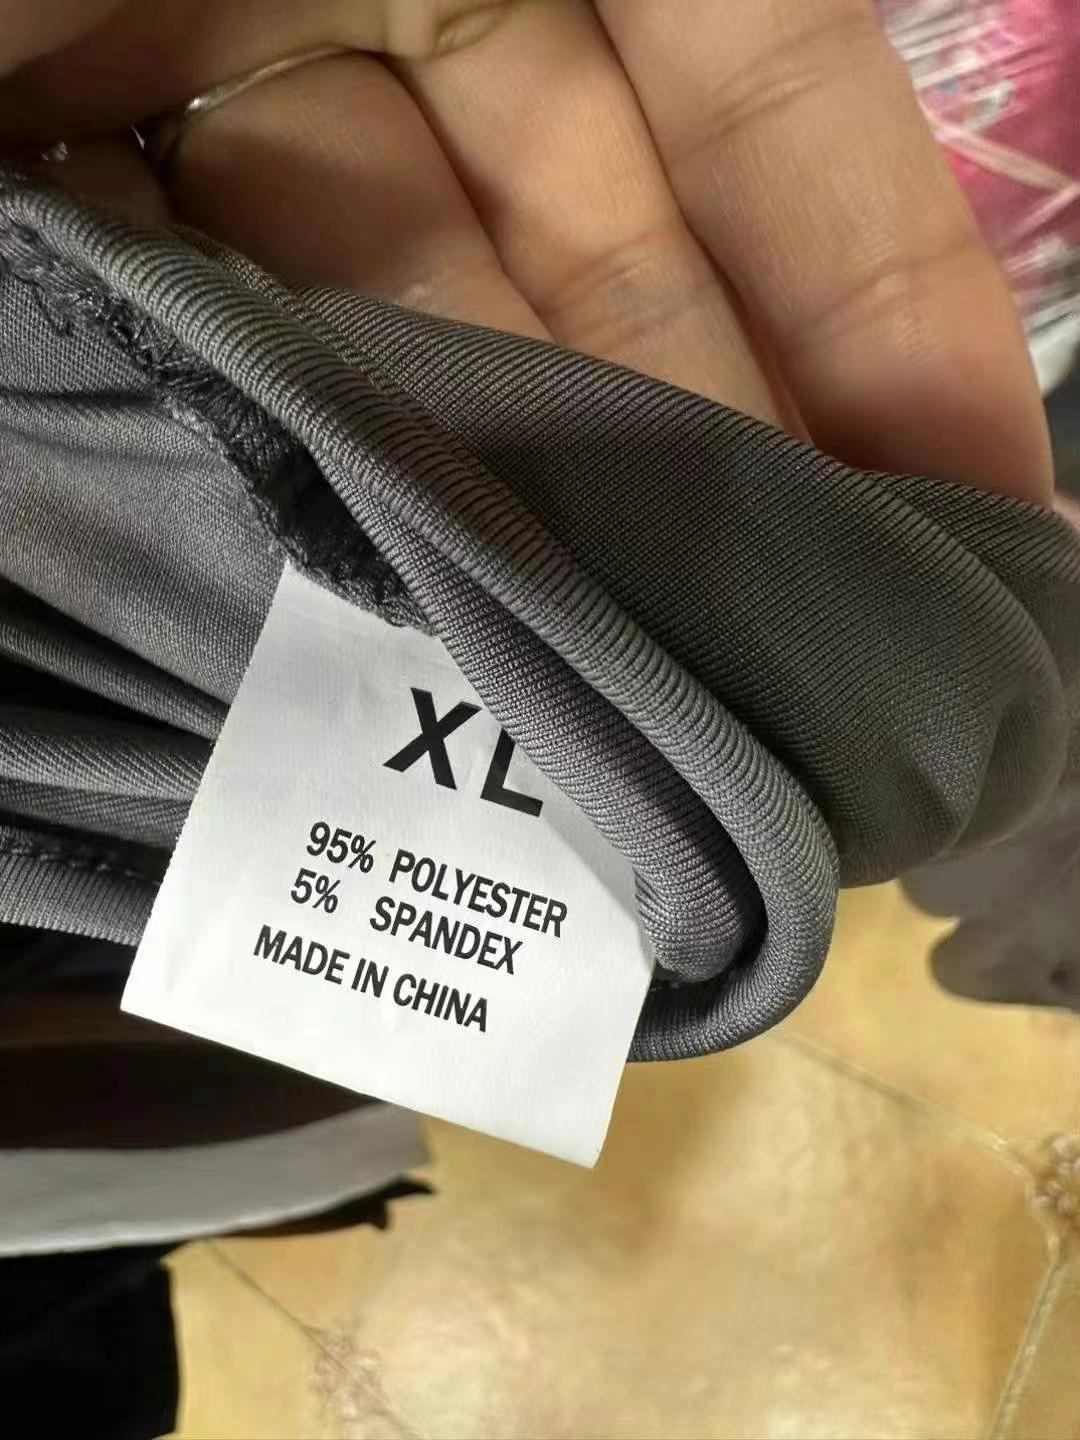 XL
95% POLYESTER
5% SPANDEX
MADE IN CHINA